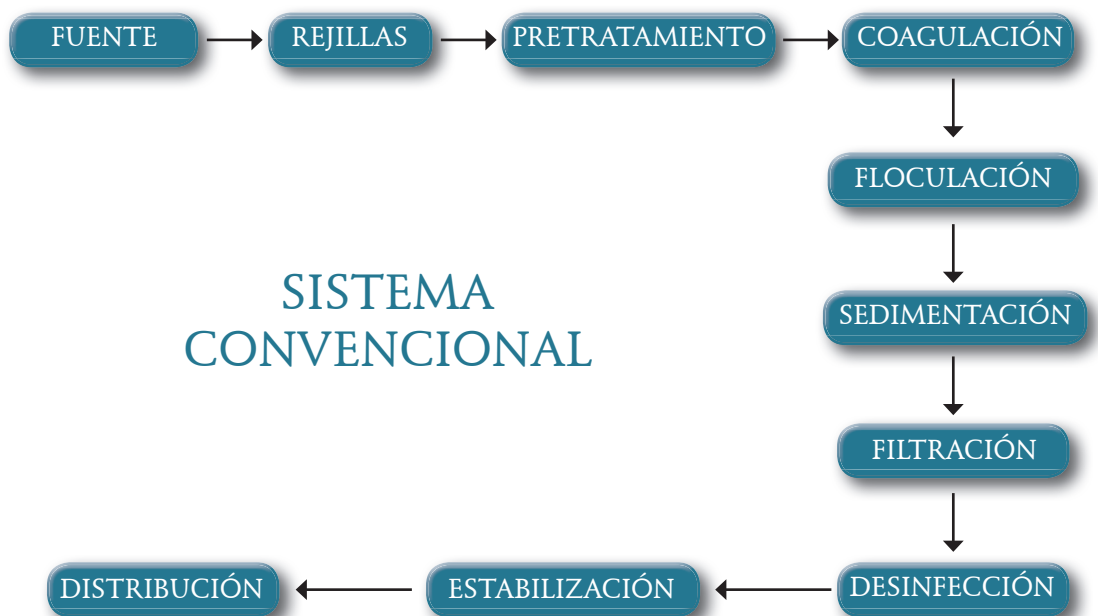 FUENTE
REJILLAS
PRETRATAMIENTO
COAGULACIÓN
FLOCULACIÓN
SEDIMENTACIÓN
FILTRACIÓN
DESINFECCIÓN
ESTABILIZACIÓN
DISTRIBUCIÓN
SISTEMA
CONVENCIONAL